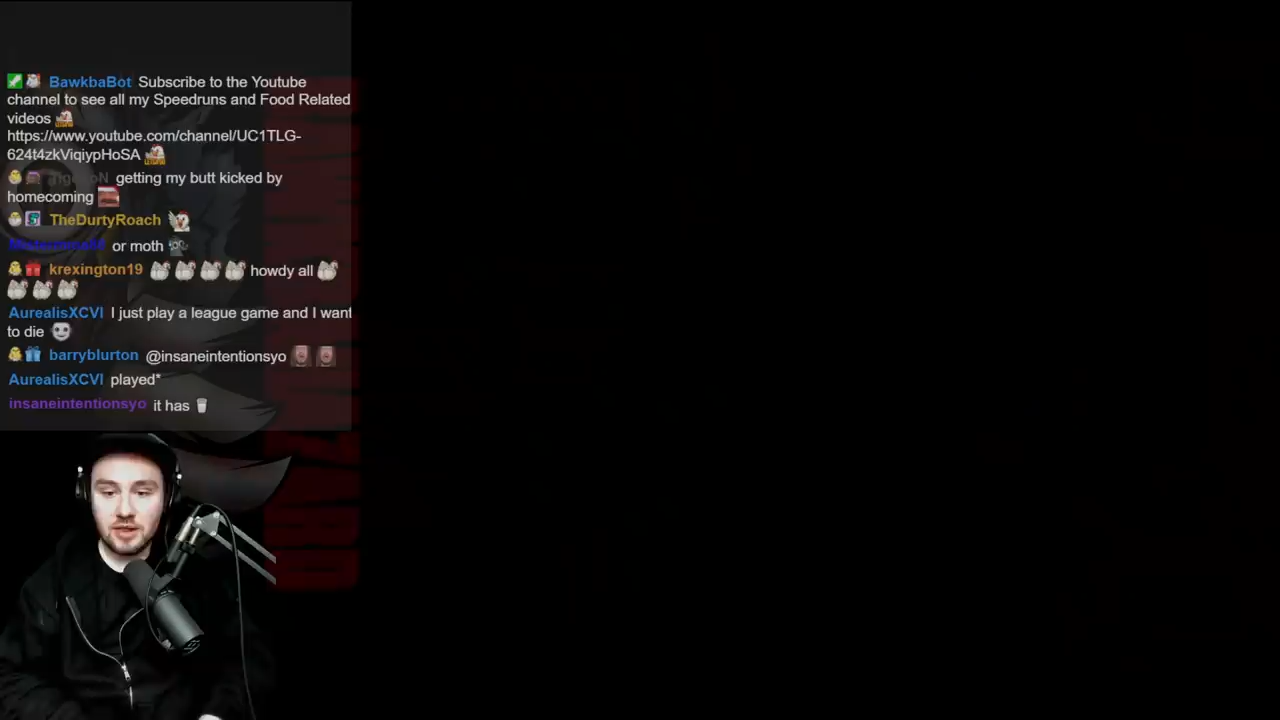 BawkbaBot Subscribe to the Youtube
channel to see all my Speedruns and Food Related
videos
https://www.youtube.com/channel/UC1TLG-
624t4zkViqiypHoSA
getting my butt kicked by
homecoming
TheDurtyRoach
or moth
krexington19 howdy all
AurealisXCVI I just play a league game and I want
to die
barryblurton @insaneintentionsyo
AurealisXCVI played*
insaneintentionsyo it has